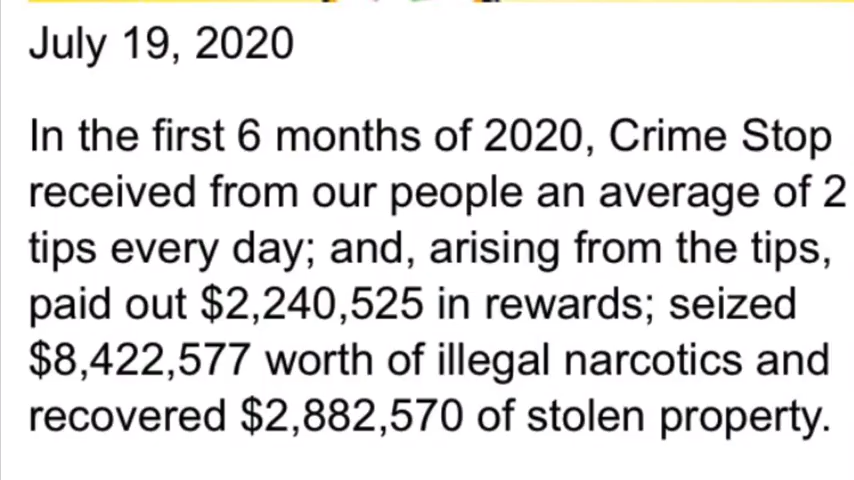 July 19, 2020
In the first 6 months of 2020, Crime Stop
received from our people an average of 2
tips every day; and, arising from the tips,
paid out $2,240,525 in rewards; seized
$8,422,577 worth of illegal narcotics and
recovered $2,882,570 of stolen property.